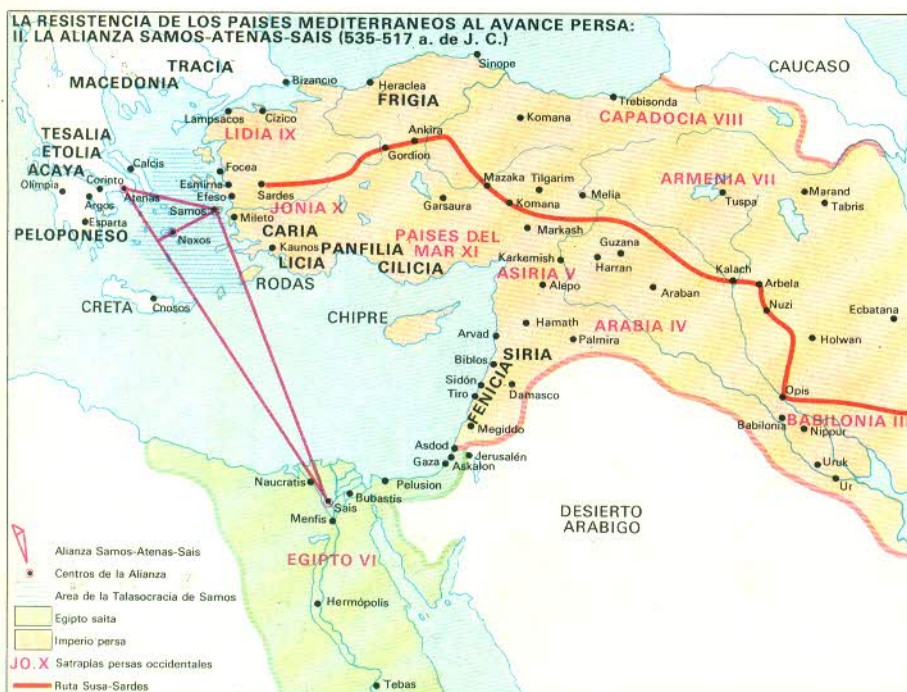 LA RESISTENCIA DE LOS PAISES MEDITERRANEOS AL AVANCE PERSA:
II. LA ALIANZA SAMOS-ATENAS-SAIS (535-517 a. de J. C.)
Sinope
CAUCASO
TRACIA
MACEDONIA
Bizancio
Heraclea
FRIGIA
Trebisonda
Lampsacos
Cízico
Komana
CAPADOCIA VIII
LIDIA IX
TESALIA
ETOLIA
ACAYA
Calcis
Ankira
Gordion
Focea
Olimpia
Corinto
Atenas
Esmirna
Efeso
Sardes
Mazaka
Tilgarim
Melia
ARMENIA VII
Tuspa
Marand
Tabris
Argos
Samos
JONIA X
Garsaura
Komana
Esparta
Mileto
PELOPONESO
Naxos
CARIA
Kaunos
LICIA
PANFILIA
CILICIA
PAISES DEL
MAR XI
Markash
Guzana
Karkemish
Harran
ASIRIA V
Alepo
Kalach
Arbela
RODAS
Araban
Nuzi
CRETA
Cnosos
CHIPRE
Hamath
ARABIA IV
Ecbatana
Arvad
Palmira
Holwan
Biblos
SIRIA
Sidón
Tiro
FENICIA
Damasco
Opis
Megiddo
Babilonia
BABILONIA III
Nippur
Asdod
Gaza
Askalon
Jerusalén
Uruk
Ur
Naucratis
Pelusion
Bubastis
Sais
Menfis
DESIERTO
ARABIGO
EGIPTO VI
Hermópolis
Tebas
Alianza Samos-Atenas-Sais
Centros de la Alianza
Area de la Talasocracia de Samos
Egipto saita
Imperio persa
JO.X Satrapías persas occidentales
Ruta Susa-Sardes